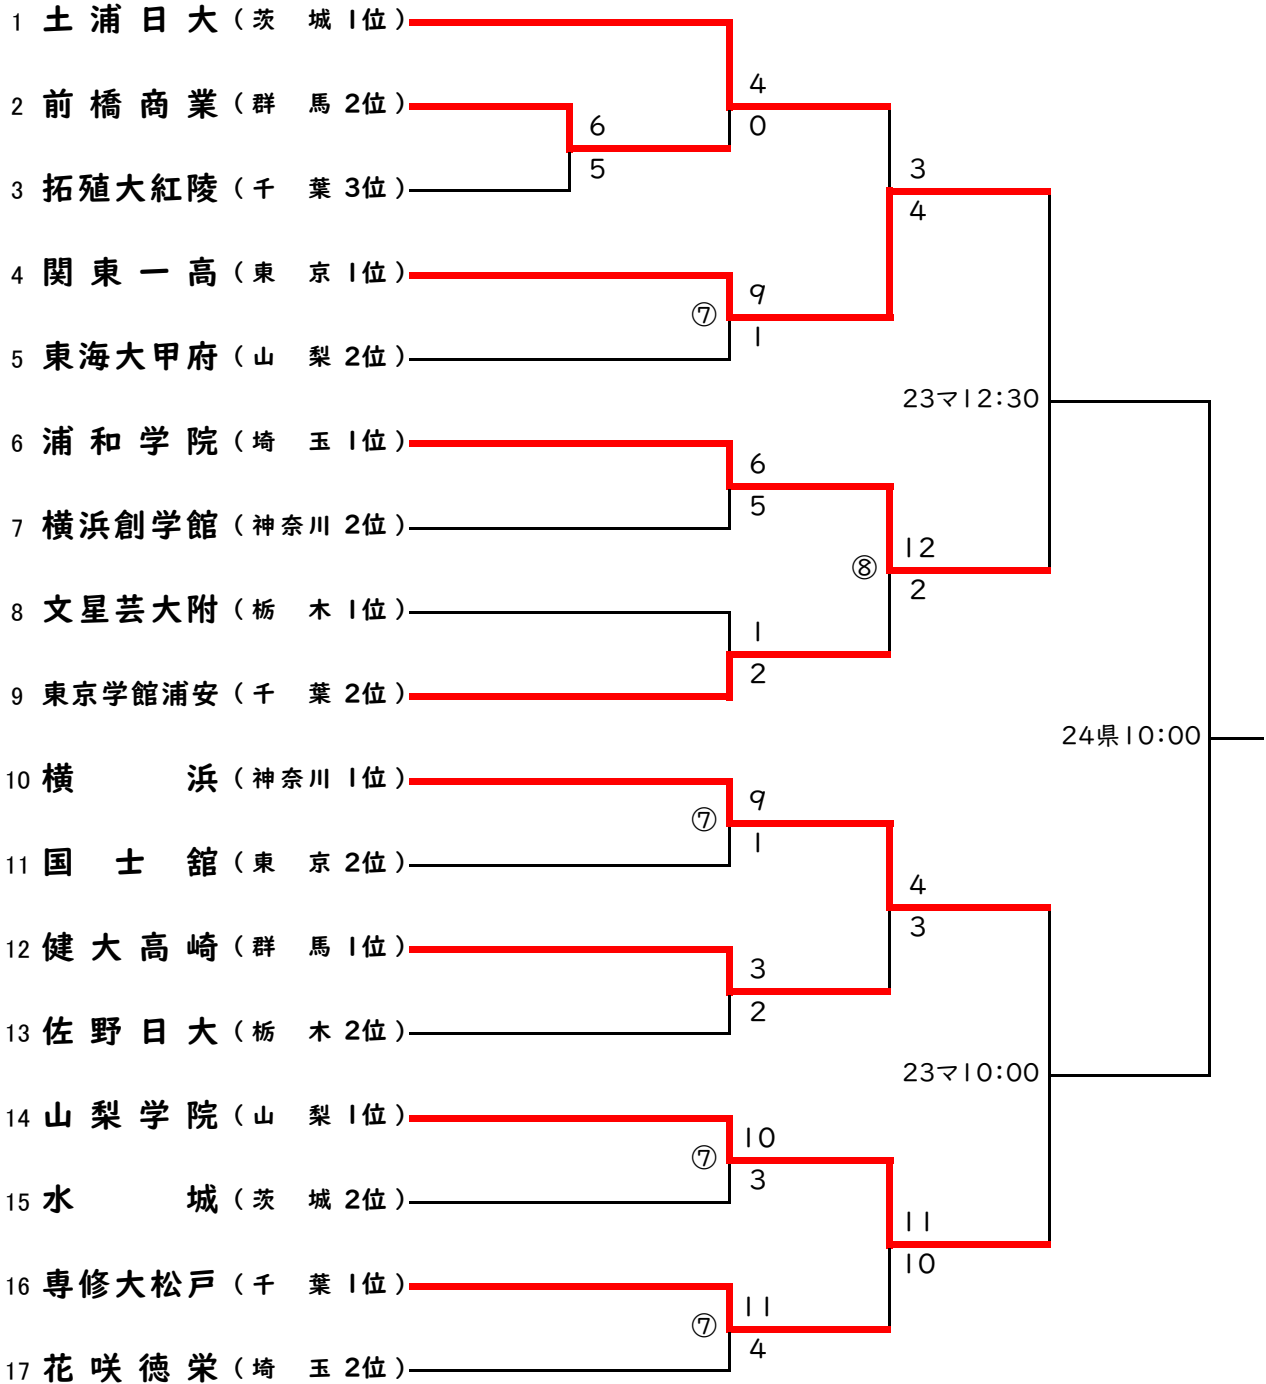 1 土浦日大（茨　城 1位）
4
2 前橋商業（群　馬 2位）
6
0
5
3 拓殖大紅陵（千　葉 3位）
3
4
4 関東一高（東　京 1位）
9
⑦
1
5 東海大甲府（山　梨 2位）
23マ12:30
6 浦和学院（埼　玉 1位）
6
5
7 横浜創学館（神奈川 2位）
12
⑧
2
8 文星芸大附（栃　木 1位）
1
2
9 東京学館浦安（千　葉 2位）
24県10:00
10 横　浜（神奈川 1位）
9
⑦
1
11 国士舘（東　京 2位）
4
3
12 健大高崎（群　馬 1位）
3
2
13 佐野日大（栃　木 2位）
23マ10:00
14 山梨学院（山　梨 1位）
10
⑦
3
15 水　城（茨　城 2位）
11
10
16 専修大松戸（千　葉 1位）
11
⑦
4
17 花咲徳栄（埼　玉 2位）